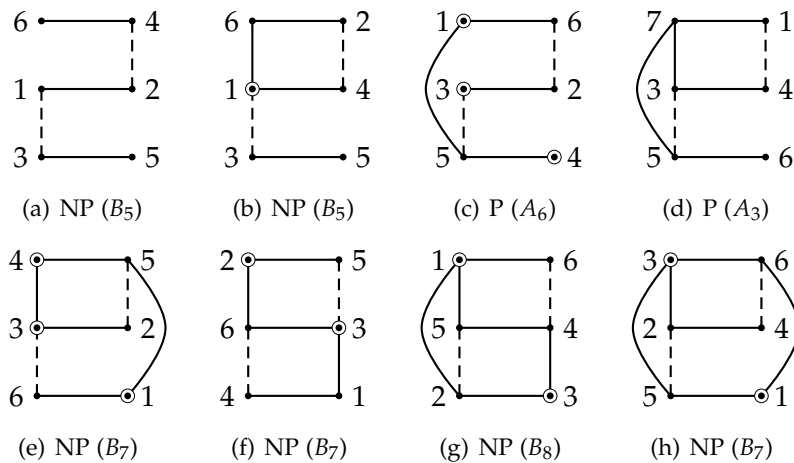 6 4 6 2 1 6 7 1
1 2 1 4 3 2 3 4
3 5 3 5 5 4 5 6
(a) NP (B₅) (b) NP (B₅) (c) P (A₆) (d) P (A₃)
4 5 2 5 1 6 3 6
3 2 6 3 5 4 2 4
6 1 4 1 2 3 5 1
(e) NP (B₇) (f) NP (B₇) (g) NP (B₈) (h) NP (B₇)